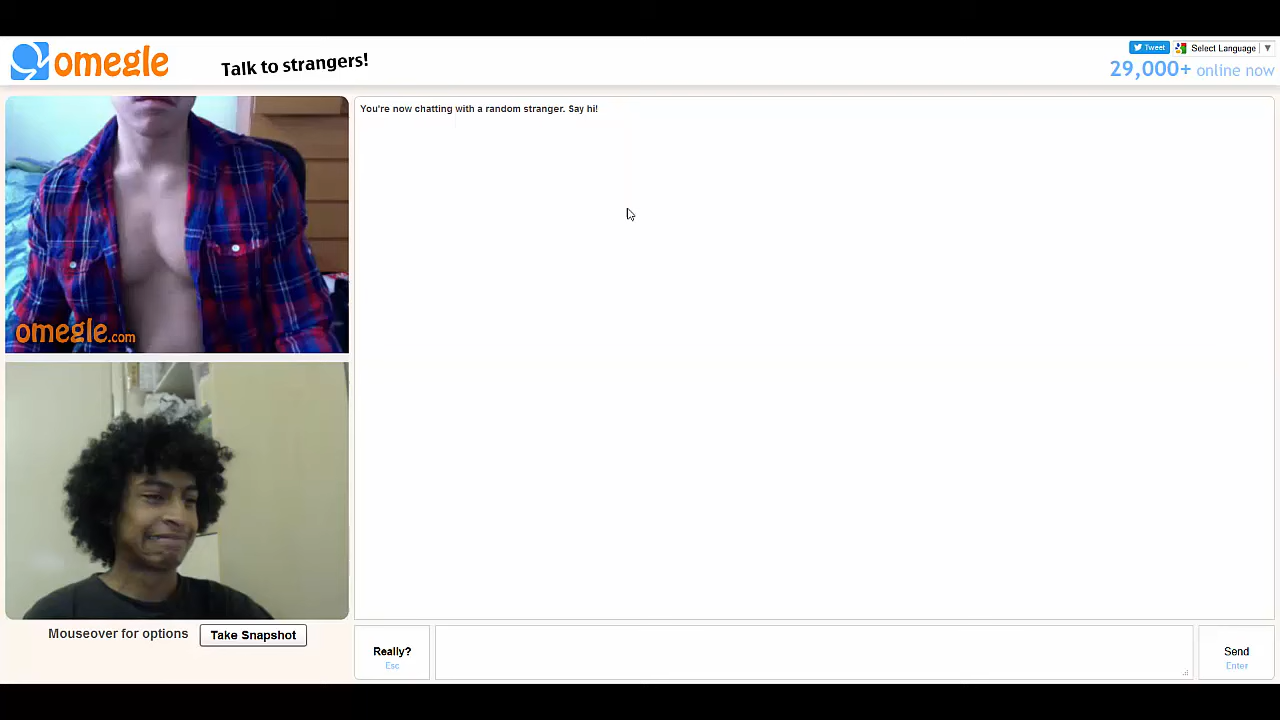 omegle
Talk to strangers!
Tweet
Select Language ▼
29,000+ online now
You're now chatting with a random stranger. Say hi!
omegle.com
Mouseover for options
Take Snapshot
Really?
Esc
Send
Enter